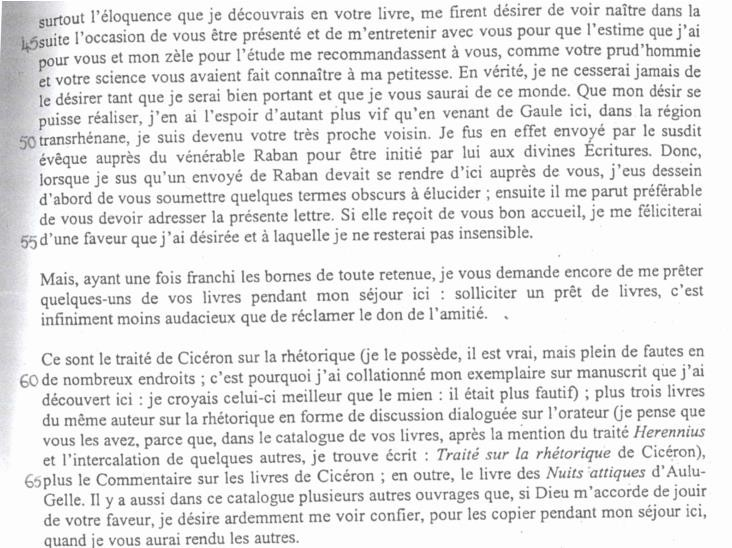 surtout l'éloquence que je découvrais en votre livre, me firent désirer de voir naître dans la
45 suite l'occasion de vous être présenté et de m'entretenir avec vous pour que l'estime que j'ai
pour vous et mon zèle pour l'étude me recommandassent à vous, comme votre prud'hommie
et votre science vous avaient fait connaître à ma petitesse. En vérité, je ne cesserai jamais de
le désirer tant que je serai bien portant et que je vous saurai de ce monde. Que mon désir se
puisse réaliser, j'en ai l'espoir d'autant plus vif qu'en venant de Gaule ici, dans la région
50 transrhénane, je suis devenu votre très proche voisin. Je fus en effet envoyé par le susdit
évêque auprès du vénérable Raban pour être initié par lui aux divines Écritures. Donc,
lorsque je sus qu'un envoyé de Raban devait se rendre d'ici auprès de vous, j'eus dessein
d'abord de vous soumettre quelques termes obscurs à élucider ; ensuite il me parut préférable
de vous devoir adresser la présente lettre. Si elle reçoit de vous bon accueil, je me féliciterai
55 d'une faveur que j'ai désirée et à laquelle je ne resterai pas insensible.
Mais, ayant une fois franchi les bornes de toute retenue, je vous demande encore de me prêter
quelques-uns de vos livres pendant mon séjour ici : solliciter un prêt de livres, c'est
infiniment moins audacieux que de réclamer le don de l'amitié.
Ce sont le traité de Cicéron sur la rhétorique (je le possède, il est vrai, mais plein de fautes en
60 de nombreux endroits ; c'est pourquoi j'ai collationné mon exemplaire sur manuscrit que j'ai
découvert ici : je croyais celui-ci meilleur que le mien : il était plus fautif) ; plus trois livres
du même auteur sur la rhétorique en forme de discussion dialoguée sur l'orateur (je pense que
vous les avez, parce que, dans le catalogue de vos livres, après la mention du traité Herennius
et l'intercalation de quelques autres, je trouve écrit : Traité sur la rhétorique de Cicéron),
65 plus le Commentaire sur les livres de Cicéron ; en outre, le livre des Nuits attiques d'Aulu-
Gelle. Il y a aussi dans ce catalogue plusieurs autres ouvrages que, si Dieu m'accorde de jouir
de votre faveur, je désire ardemment me voir confier, pour les copier pendant mon séjour ici,
quand je vous aurai rendu les autres.